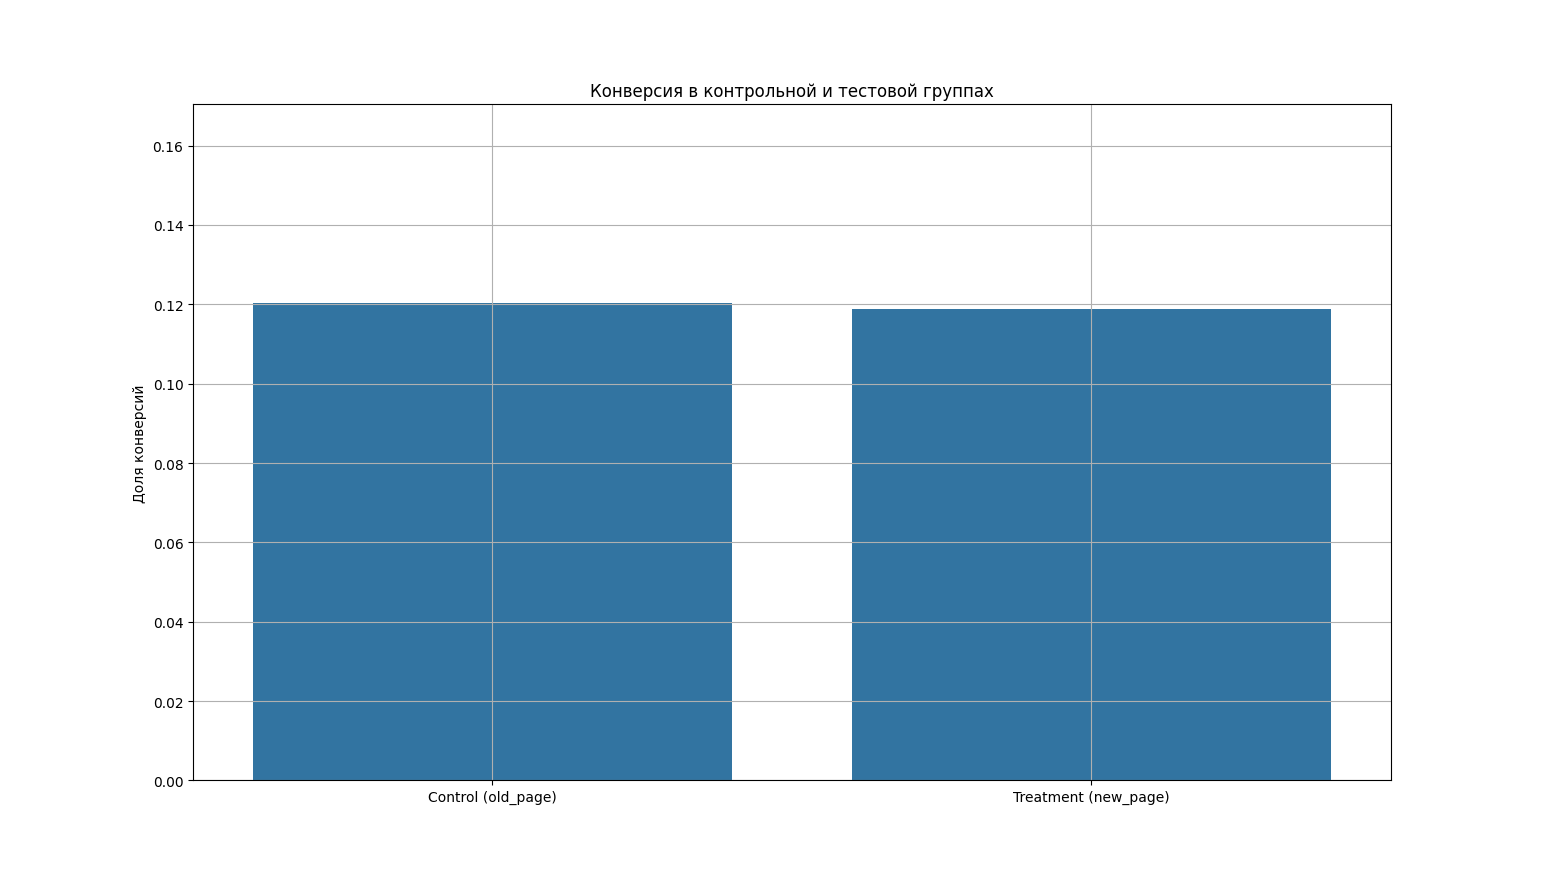 Конверсия в контрольной и тестовой группах
0.16
0.14
0.12
0.10
0.08
0.06
0.04
0.02
0.00
Доля конверсий
Control (old_page)
Treatment (new_page)